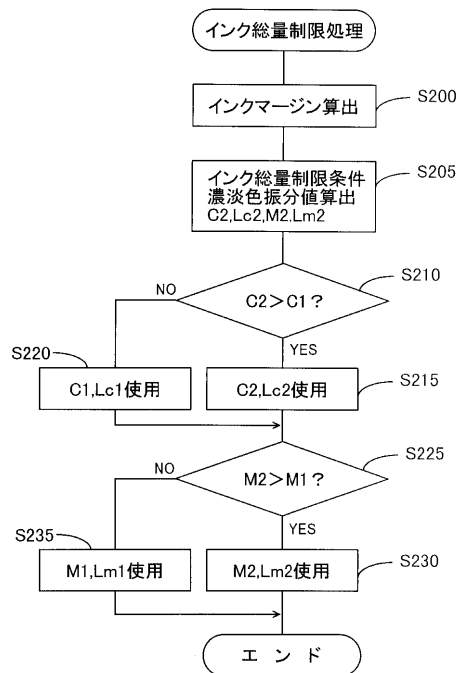 インク総量制限処理
インクマージン算出
S200
インク総量制限条件
濃淡色振分値算出
C2,Lc2,M2,Lm2
S205
C2>C1?
S210
NO
YES
S220
C1,Lc1使用
C2,Lc2使用
S215
M2>M1?
S225
NO
YES
S235
M1,Lm1使用
M2,Lm2使用
S230
エンド